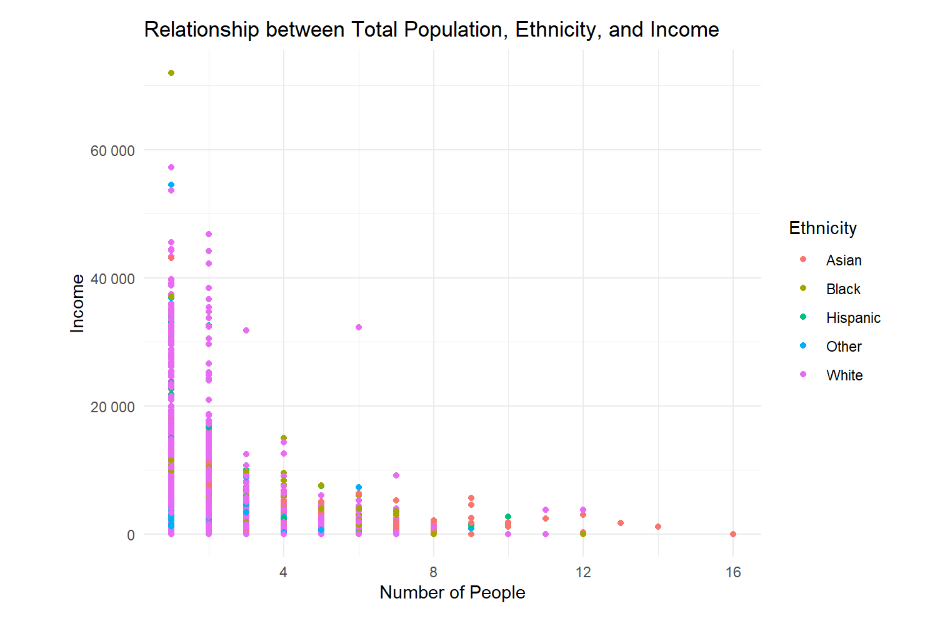 Relationship between Total Population, Ethnicity, and Income
60 000
40 000
20 000
0
Income
4 8 12 16
Number of People
Ethnicity
Asian
Black
Hispanic
Other
White